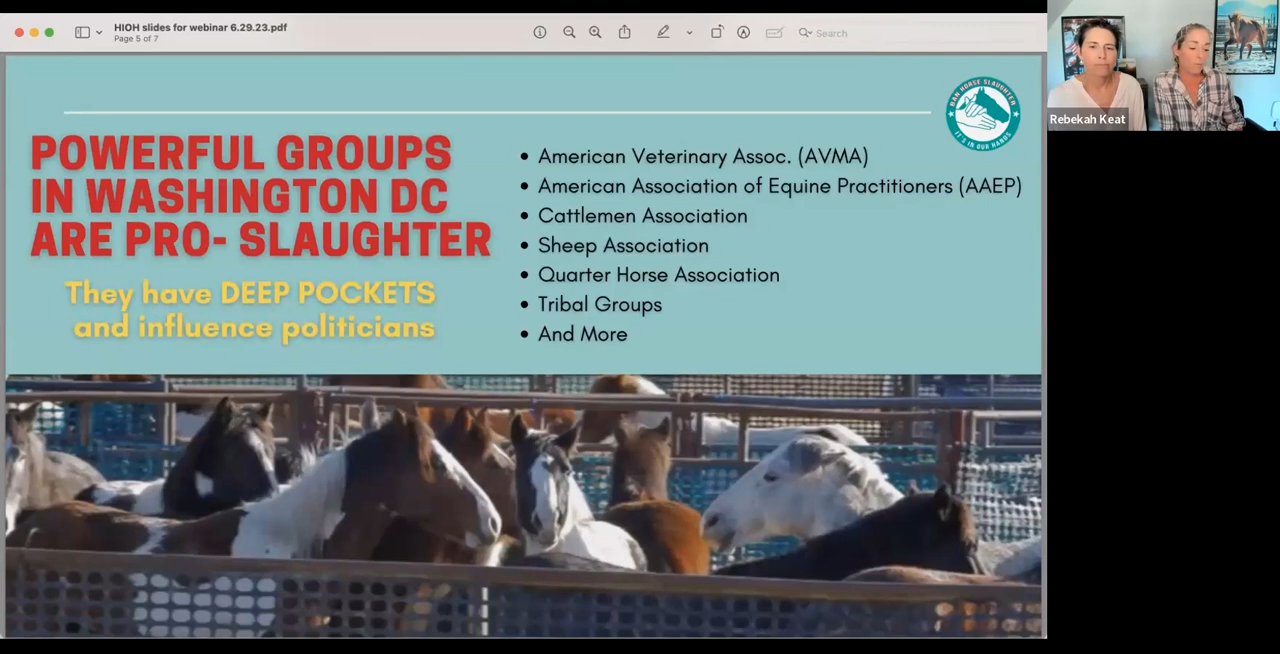 HIOH slides for webinar 6.29.23.pdf
Page 5 of 7
Search
Rebekah Keat
BAN HORSE SLAUGHTER
IT'S IN OUR HANDS
POWERFUL GROUPS
IN WASHINGTON DC
ARE PRO- SLAUGHTER
They have DEEP POCKETS
and influence politicians
American Veterinary Assoc. (AVMA)
American Association of Equine Practitioners (AAEP)
Cattlemen Association
Sheep Association
Quarter Horse Association
Tribal Groups
And More